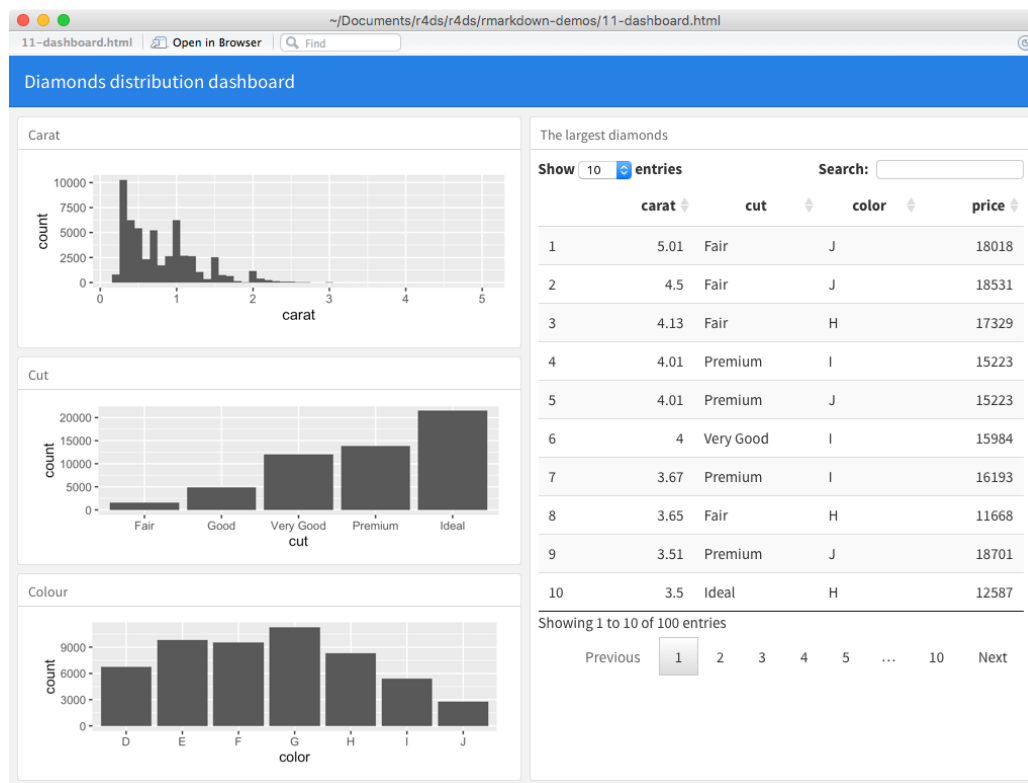 ~/Documents/r4ds/r4ds/rmarkdown-demos/11-dashboard.html
11-dashboard.html Open in Browser Find
Diamonds distribution dashboard
Carat
10000
7500
5000
2500
0
count
0 1 2 3 4 5
carat
Cut
20000
15000
10000
5000
0
count
Fair Good Very Good Premium Ideal
cut
Colour
9000
6000
3000
0
count
D E F G H I J
color
The largest diamonds
Show 10 entries Search:
carat cut color price
1 5.01 Fair J 18018
2 4.5 Fair J 18531
3 4.13 Fair H 17329
4 4.01 Premium I 15223
5 4.01 Premium J 15223
6 4 Very Good I 15984
7 3.67 Premium I 16193
8 3.65 Fair H 11668
9 3.51 Premium J 18701
10 3.5 Ideal H 12587
Showing 1 to 10 of 100 entries
Previous 1 2 3 4 5 … 10 Next